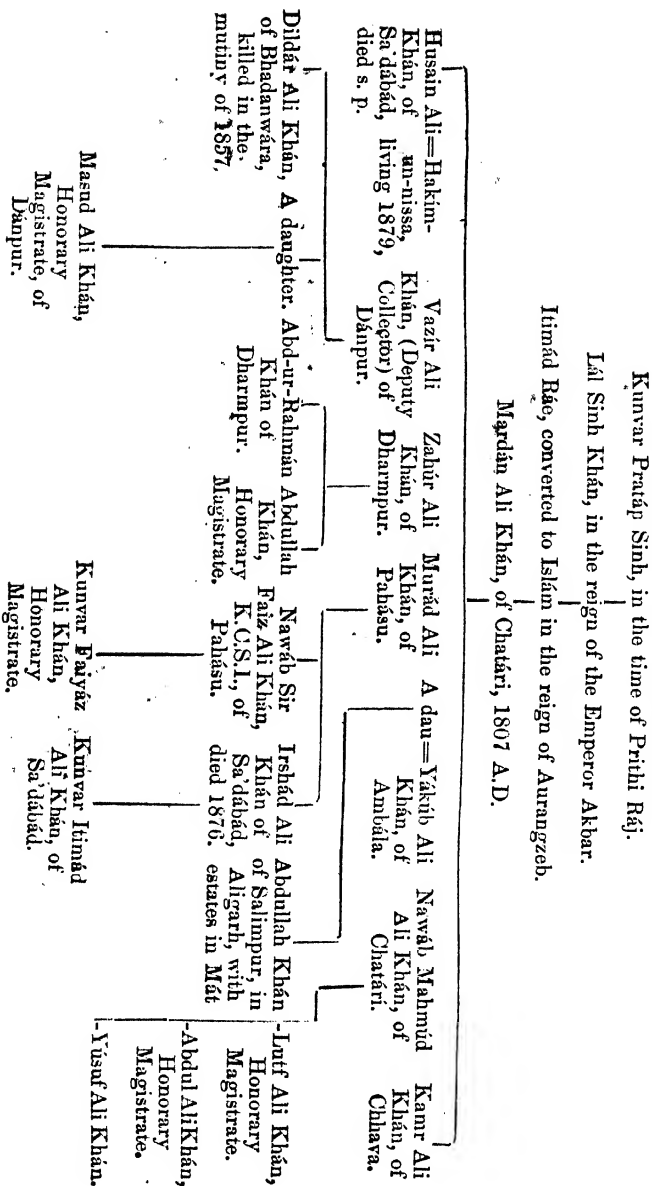 Kunvar Pratáp Sinh, in the time of Prithi Ráj.
Lál Sinh Khán, in the reign of the Emperor Akbar.
Itimád Ráe, converted to Islám in the reign of Aurangzeb.
Mardán Ali Khán, of Chatári, 1807 A.D.
Husain Ali=Hakím-
Khán, of un-nissa,
Sa'dábád, living 1879,
died s. p.
Vazír Ali
Khán, (Deputy
Collector) of
Dánpur.
Zahúr Ali
Khán, of
Dharmpur.
Murád Ali
Khán, of
Pahásu.
A dau=Yákúb Ali
Khán, of
Ambála.
Nawáb Mahmúd
Ali Khán, of
Chatári.
Kamr Ali
Khán, of
Chhava.
Dildár Ali Khán,
of Bhadanwára,
killed in the
mutiny of 1857.
A daughter.
Abd-ur-Rahmán
Khán of
Dharmpur.
Abdullah
Khán,
Honorary
Magistrate.
Nawáb Sir
Faiz Ali Khán,
K.C.S.I., of
Pahásu.
Irshád Ali
Khán of
Sa'dábád,
died 1876.
Abdullah Khán
of Salimpur, in
Aligarh, with
estates in Mát
-Lutf Ali Khán,
Honorary
Magistrate.
-Abdul Ali Khán,
Honorary
Magistrate.
-Yúsuf Ali Khán.
Masud Ali Khán,
Honorary
Magistrate, of
Dánpur.
Kunvar Faiyáz
Ali Khán,
Honorary
Magistrate.
Kunvar Itimád
Ali Khán, of
Sa'dábád.